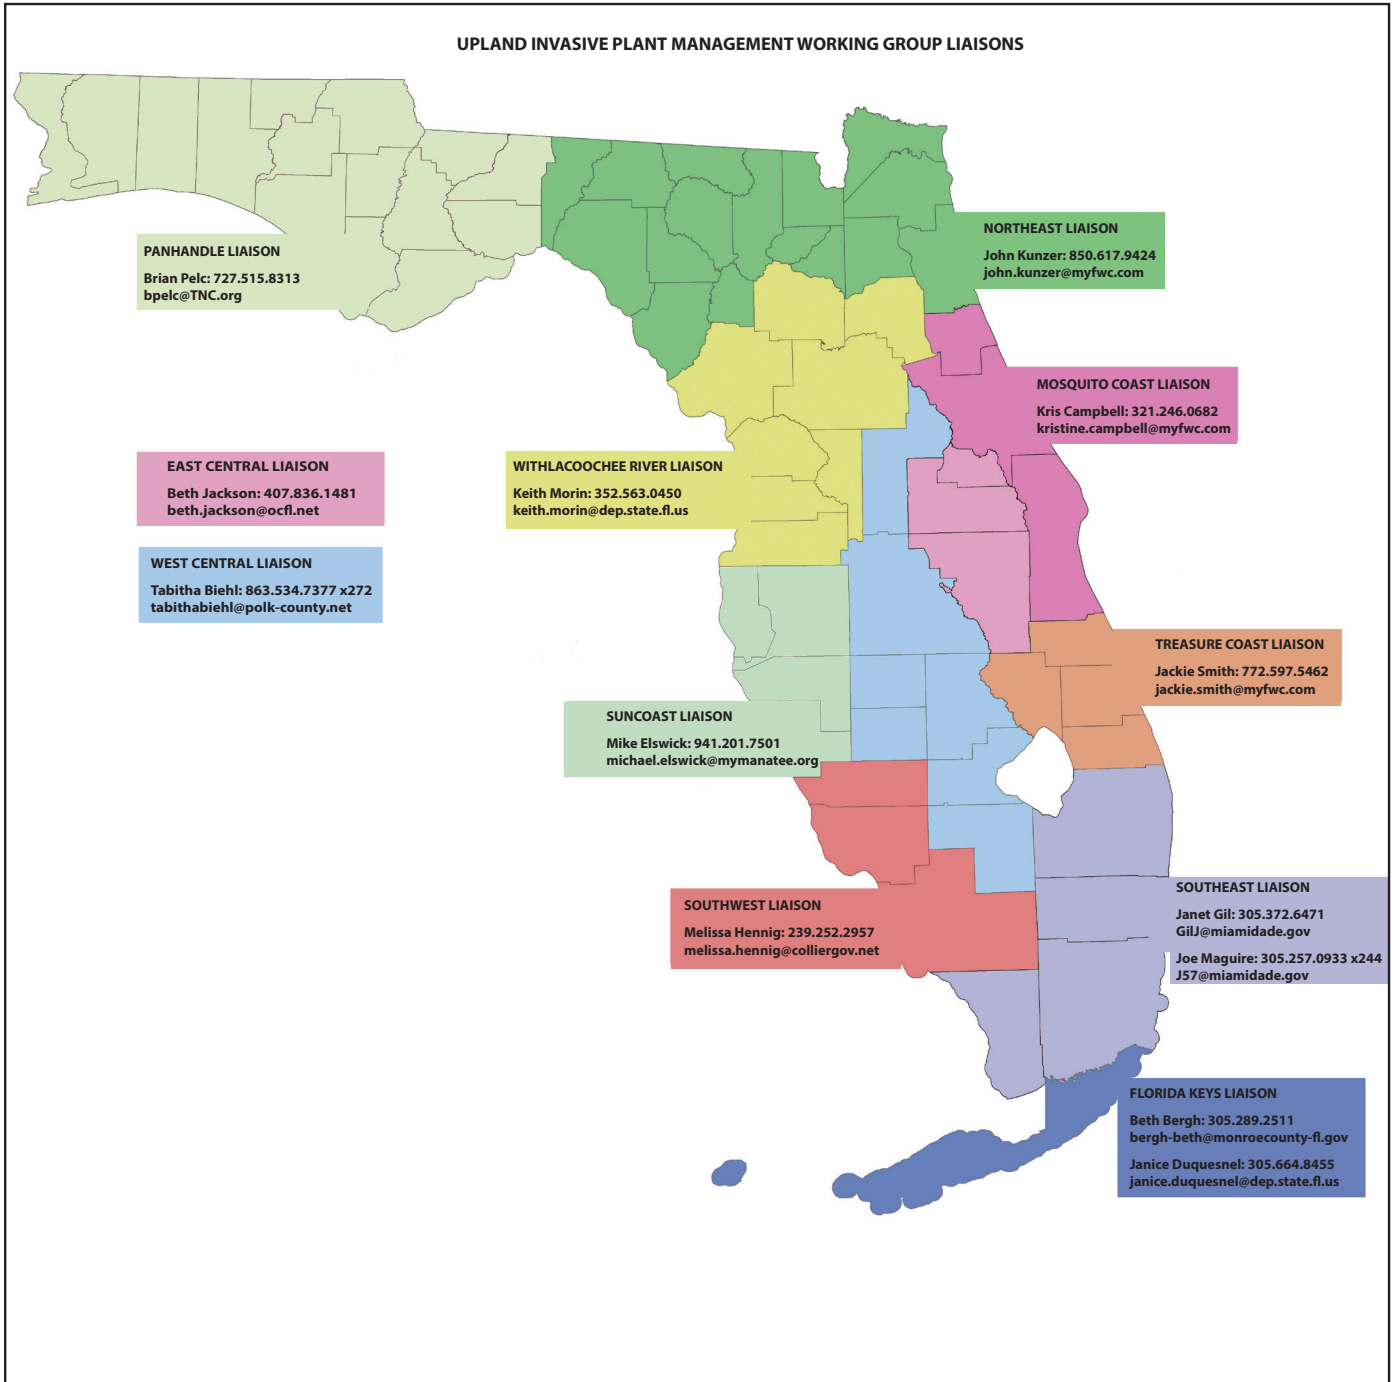 UPLAND INVASIVE PLANT MANAGEMENT WORKING GROUP LIAISONS
PANHANDLE LIAISON
Brian Pelc: 727.515.8313
bpelc@TNC.org
NORTHEAST LIAISON
John Kunzer: 850.617.9424
john.kunzer@myfwc.com
MOSQUITO COAST LIAISON
Kris Campbell: 321.246.0682
kristine.campbell@myfwc.com
EAST CENTRAL LIAISON
Beth Jackson: 407.836.1481
beth.jackson@ocfl.net
WITHLACOOCHEE RIVER LIAISON
Keith Morin: 352.563.0450
keith.morin@dep.state.fl.us
WEST CENTRAL LIAISON
Tabitha Biehl: 863.534.7377 x272
tabithabiehl@polk-county.net
TREASURE COAST LIAISON
Jackie Smith: 772.597.5462
jackie.smith@myfwc.com
SUNCOAST LIAISON
Mike Elswick: 941.201.7501
michael.elswick@mymanatee.org
SOUTHWEST LIAISON
Melissa Hennig: 239.252.2957
melissa.hennig@colliergov.net
SOUTHEAST LIAISON
Janet Gil: 305.372.6471
GilJ@miamidade.gov
Joe Maguire: 305.257.0933 x244
J57@miamidade.gov
FLORIDA KEYS LIAISON
Beth Bergh: 305.289.2511
bergh-beth@monroecounty-fl.gov
Janice Duquesnel: 305.664.8455
janice.duquesnel@dep.state.fl.us